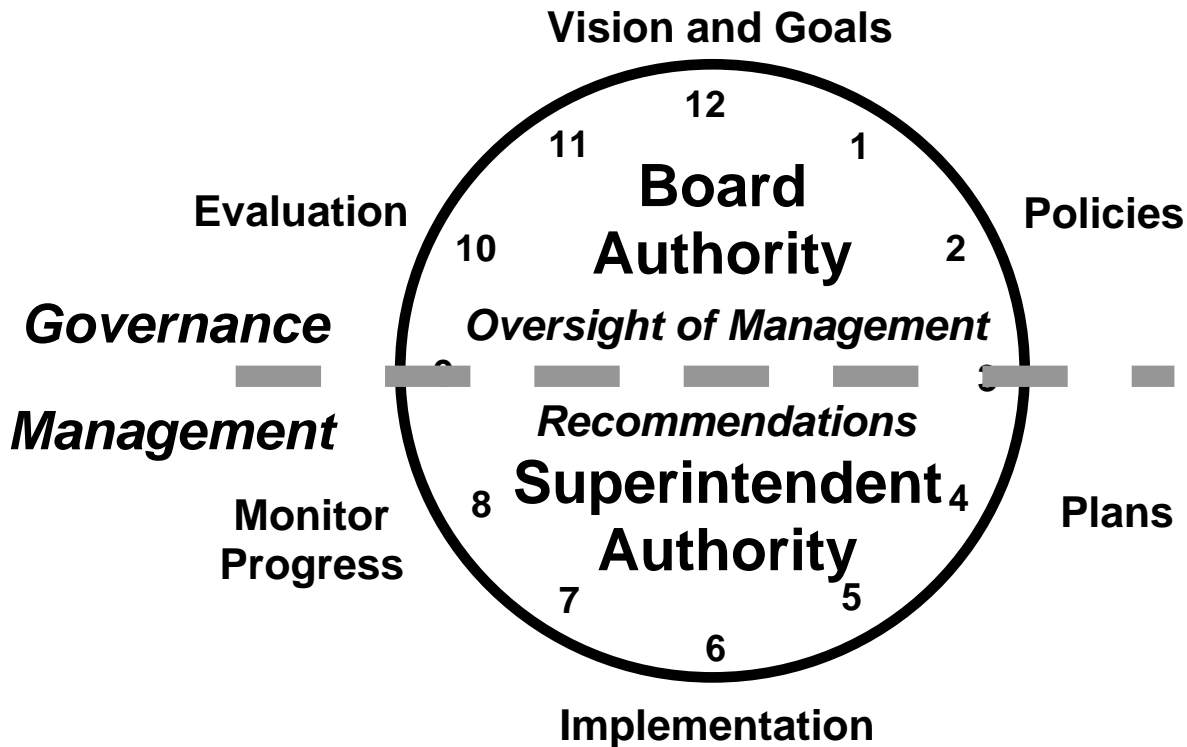 Vision and Goals
12
11
1
Board
Authority
Evaluation
Policies
10
2
Governance
Oversight of Management
Management
Recommendations
Superintendent
Authority
8
4
Monitor
Progress
Plans
7
5
6
Implementation